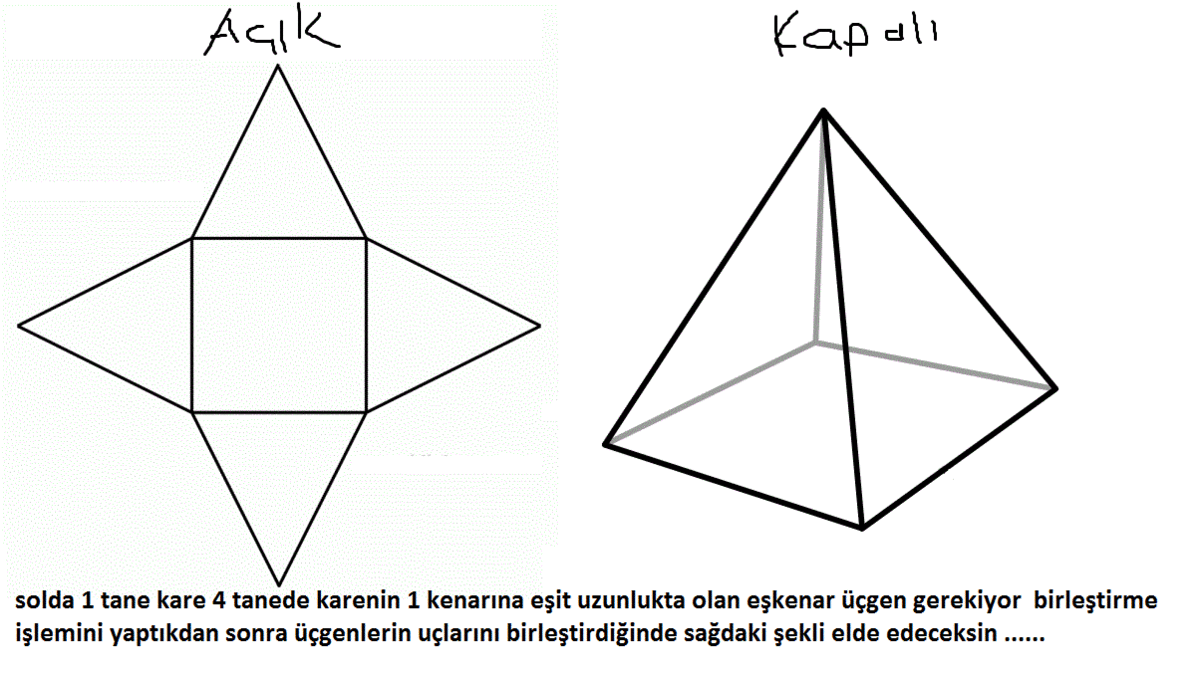 Açık
Kapalı
solda 1 tane kare 4 tanede karenin 1 kenarına eşit uzunlukta olan eşkenar üçgen gerekiyor birleştirme
işlemini yaptıkdan sonra üçgenlerin uçlarını birleştirdiğinde sağdaki şekli elde edeceksin ......